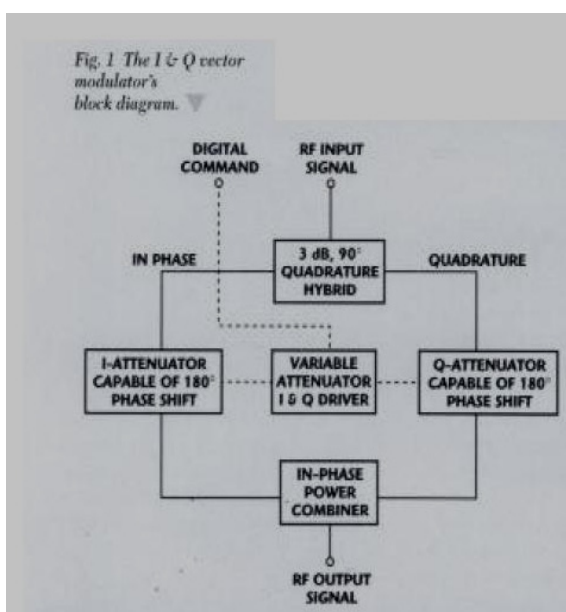 Fig. 1 The I & Q vector
modulator's
block diagram.
DIGITAL
COMMAND
RF INPUT
SIGNAL
IN PHASE
3 dB, 90°
QUADRATURE
HYBRID
QUADRATURE
I-ATTENUATOR
CAPABLE OF 180°
PHASE SHIFT
VARIABLE
ATTENUATOR
I & Q DRIVER
Q-ATTENUATOR
CAPABLE OF 180°
PHASE SHIFT
IN-PHASE
POWER
COMBINER
RF OUTPUT
SIGNAL